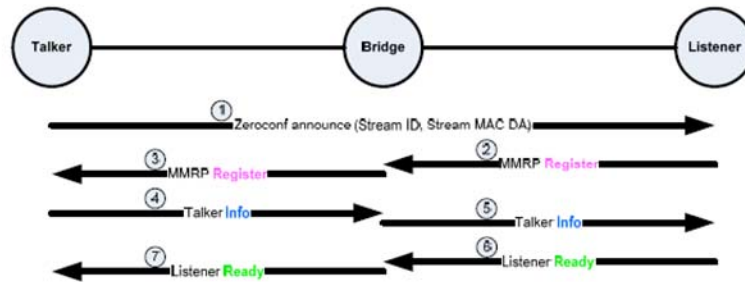 Talker
Bridge
Listener
1
Zeroconf announce (Stream ID, Stream MAC DA)
2
MMRP Register
3
MMRP Register
4
Talker Info
5
Talker Info
6
Listener Ready
7
Listener Ready